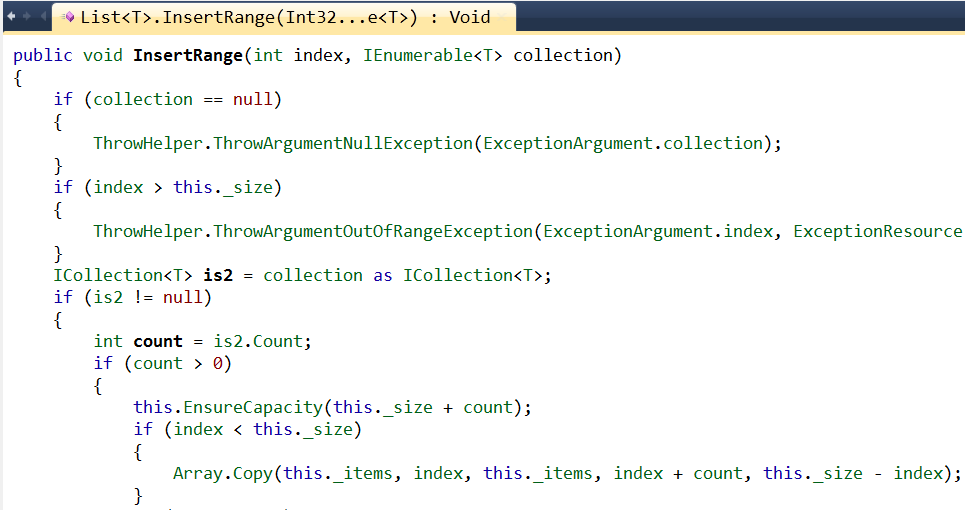 List<T>.InsertRange(Int32...e<T>) : Void
public void InsertRange(int index, IEnumerable<T> collection)
{
    if (collection == null)
    {
        ThrowHelper.ThrowArgumentNullException(ExceptionArgument.collection);
    }
    if (index > this._size)
    {
        ThrowHelper.ThrowArgumentOutOfRangeException(ExceptionArgument.index, ExceptionResource
    }
    ICollection<T> is2 = collection as ICollection<T>;
    if (is2 != null)
    {
        int count = is2.Count;
        if (count > 0)
        {
            this.EnsureCapacity(this._size + count);
            if (index < this._size)
            {
                Array.Copy(this._items, index, this._items, index + count, this._size - index);
            }